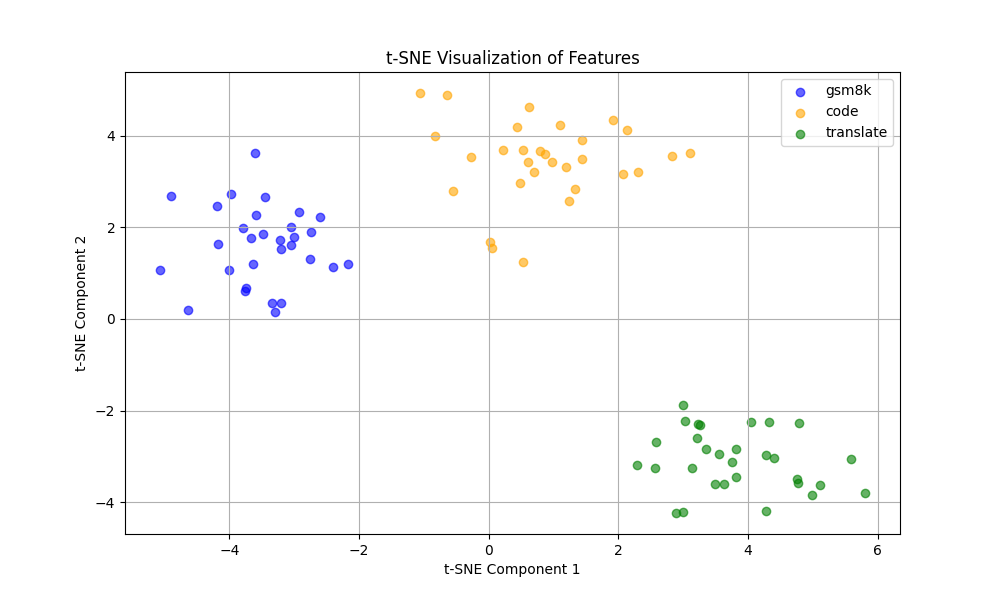 t-SNE Visualization of Features
gsm8k
code
translate
4
2
0
−2
−4
t-SNE Component 2
−4
−2
0
2
4
6
t-SNE Component 1